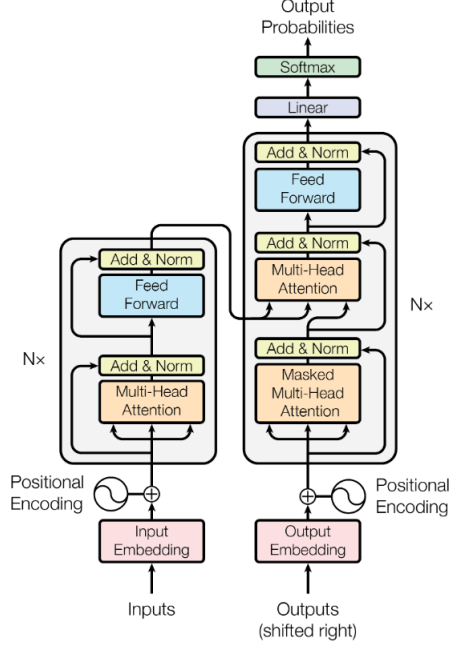 Output
Probabilities
Softmax
Linear
Add & Norm
Feed
Forward
Add & Norm
Multi-Head
Attention
Add & Norm
Masked
Multi-Head
Attention
N×
Positional
Encoding
Output
Embedding
Outputs
(shifted right)
Add & Norm
Feed
Forward
Add & Norm
Multi-Head
Attention
N×
Positional
Encoding
Input
Embedding
Inputs